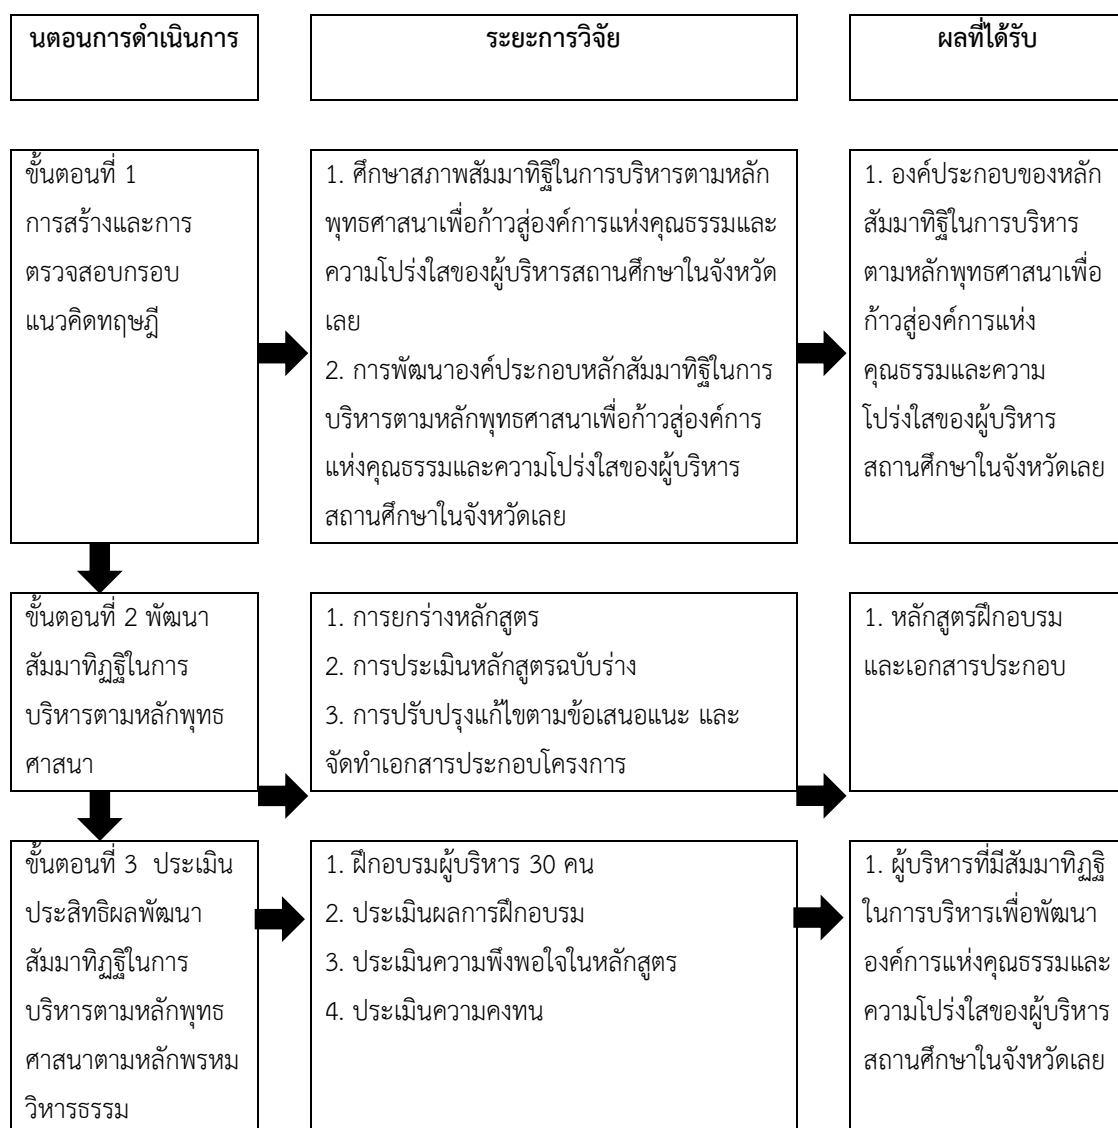 นตอนการดำเนินการ
ระยะการวิจัย
ผลที่ได้รับ
ขั้นตอนที่ 1
การสร้างและการ
ตรวจสอบกรอบ
แนวคิดทฤษฎี
1. ศึกษาสภาพสัมมาทิฐิในการบริหารตามหลัก
พุทธศาสนาเพื่อก้าวสู่องค์การแห่งคุณธรรมและ
ความโปร่งใสของผู้บริหารสถานศึกษาในจังหวัด
เลย
2. การพัฒนาองค์ประกอบหลักสัมมาทิฐิในการ
บริหารตามหลักพุทธศาสนาเพื่อก้าวสู่องค์การ
แห่งคุณธรรมและความโปร่งใสของผู้บริหาร
สถานศึกษาในจังหวัดเลย
1. องค์ประกอบของหลัก
สัมมาทิฐิในการบริหาร
ตามหลักพุทธศาสนาเพื่อ
ก้าวสู่องค์การแห่ง
คุณธรรมและความ
โปร่งใสของผู้บริหาร
สถานศึกษาในจังหวัดเลย
ขั้นตอนที่ 2 พัฒนา
สัมมาทิฏฐิในการ
บริหารตามหลักพุทธ
ศาสนา
1. การยกร่างหลักสูตร
2. การประเมินหลักสูตรฉบับร่าง
3. การปรับปรุงแก้ไขตามข้อเสนอแนะ และ
จัดทำเอกสารประกอบโครงการ
1. หลักสูตรฝึกอบรม
และเอกสารประกอบ
ขั้นตอนที่ 3  ประเมิน
ประสิทธิผลพัฒนา
สัมมาทิฏฐิในการ
บริหารตามหลักพุทธ
ศาสนาตามหลักพรหม
วิหารธรรม
1. ฝึกอบรมผู้บริหาร 30 คน
2. ประเมินผลการฝึกอบรม
3. ประเมินความพึงพอใจในหลักสูตร
4. ประเมินความคงทน
1. ผู้บริหารที่มีสัมมาทิฏฐิ
ในการบริหารเพื่อพัฒนา
องค์การแห่งคุณธรรมและ
ความโปร่งใสของผู้บริหาร
สถานศึกษาในจังหวัดเลย